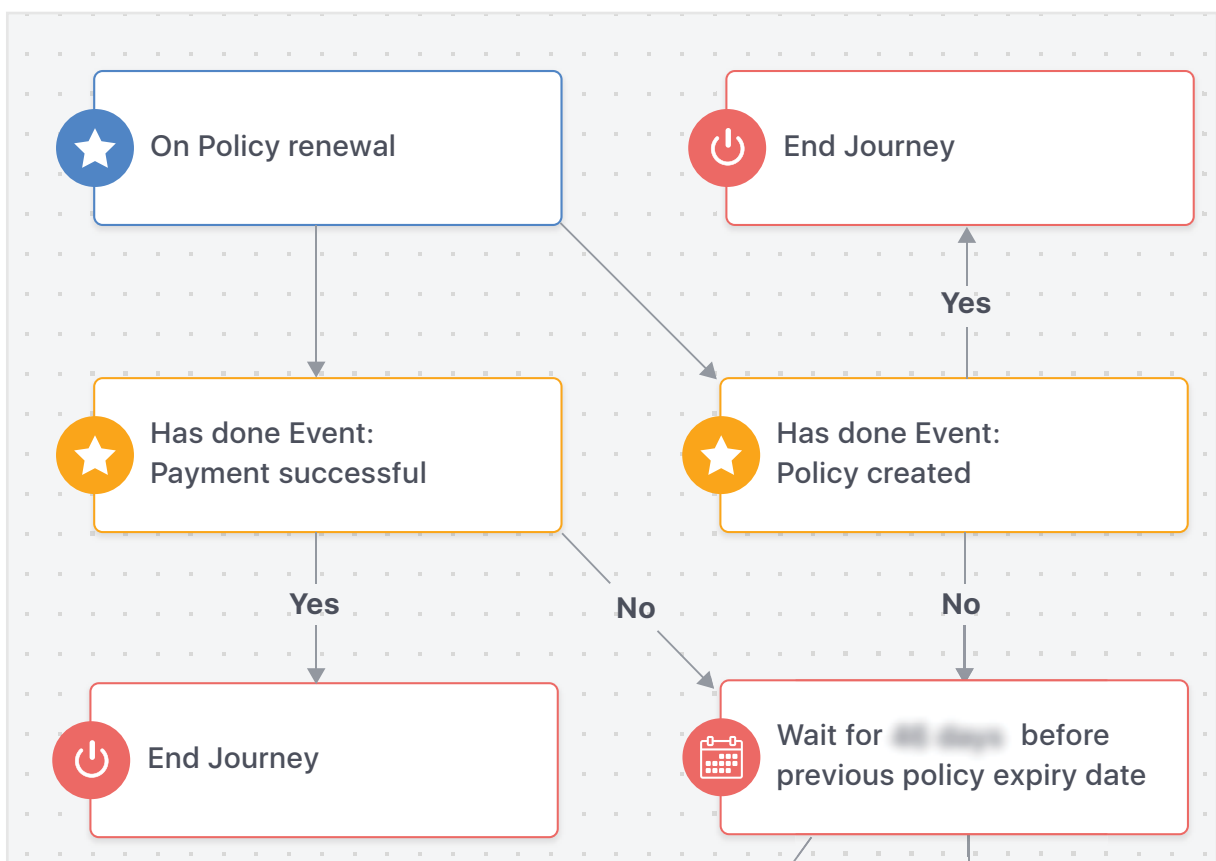 On Policy renewal
End Journey
Yes
Has done Event:
Payment successful
Has done Event:
Policy created
Yes
No
No
End Journey
Wait for before
previous policy expiry date